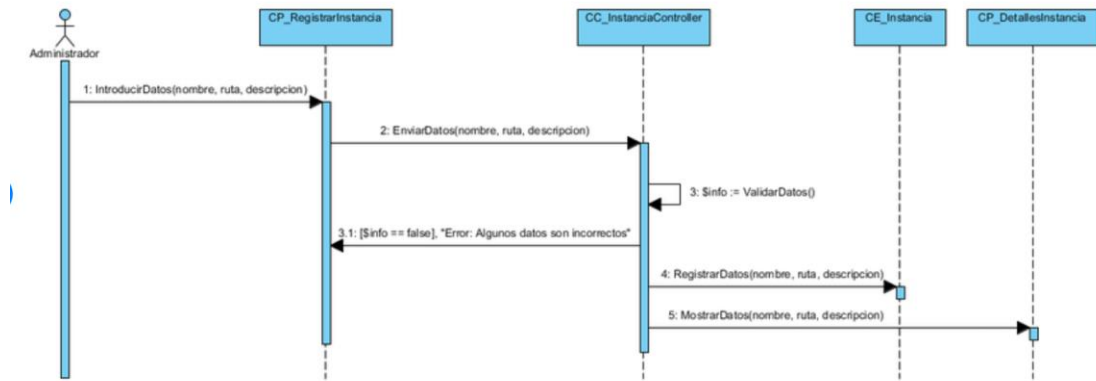 CP_RegistrarInstancia
CC_InstanciaController
CE_Instancia
CP_DetallesInstancia
Administrador
1: IntroducirDatos(nombre, ruta, descripcion)
2: EnviarDatos(nombre, ruta, descripcion)
3: $info := ValidarDatos()
3.1: [$info == false], "Error: Algunos datos son incorrectos"
4: RegistrarDatos(nombre, ruta, descripcion)
5: MostrarDatos(nombre, ruta, descripcion)